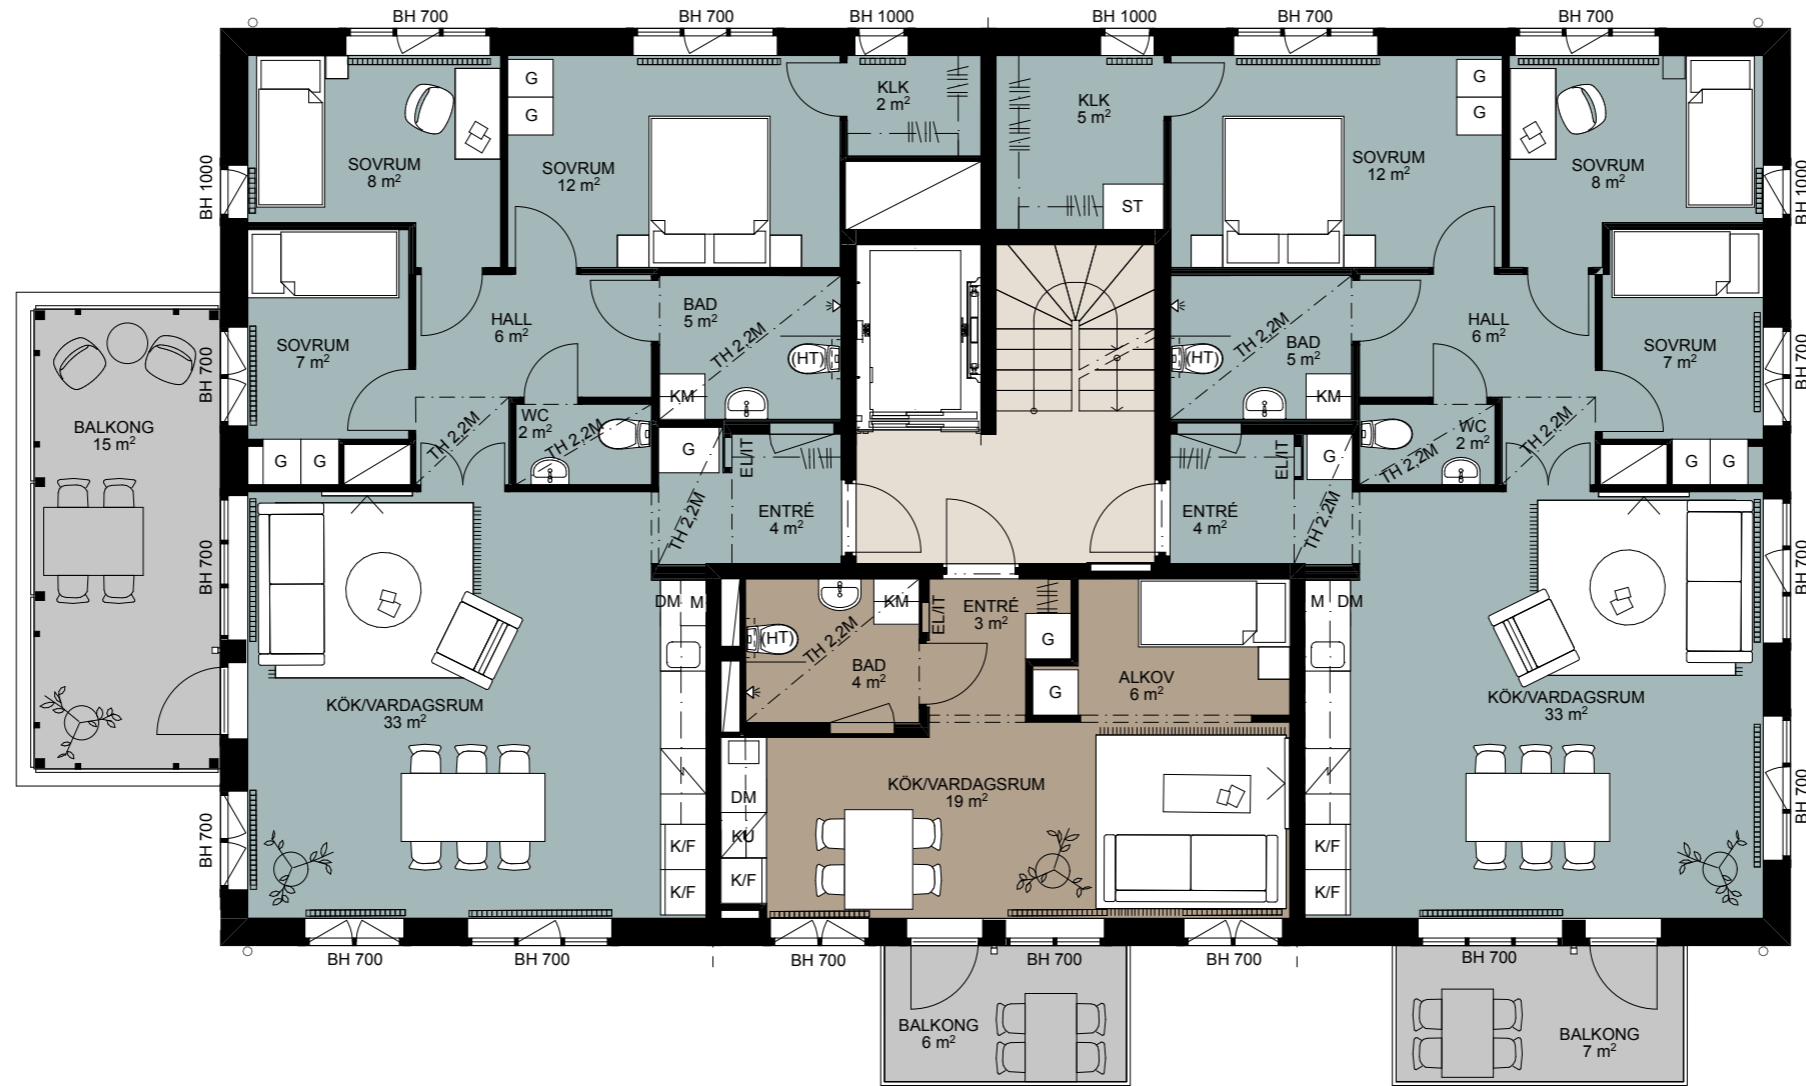 BH 700
BH 700
BH 1000
BH 1000
BH 700
BH 700
SOVRUM
8 m²
G
G
SOVRUM
12 m²
KLK
2 m²
KLK
5 m²
ST
G
G
SOVRUM
12 m²
SOVRUM
8 m²
BH 1000
BH 1000
SOVRUM
7 m²
HALL
6 m²
BAD
5 m²
TH 2,2M
(HT)
KM
(HT)
TH 2,2M
BAD
5 m²
KM
HALL
6 m²
SOVRUM
7 m²
BH 700
BH 700
BALKONG
15 m²
G
G
TH 2,2M
WC
2 m²
TH 2,2M
G
EL/IT
TH 2,2M
ENTRÉ
4 m²
ENTRÉ
4 m²
EL/IT
G
TH 2,2M
WC
2 m²
TH 2,2M
TH 2,2M
G
G
BH 700
BH 700
DM
M
KM
(HT)
TH 2,2M
BAD
4 m²
EL/IT
ENTRÉ
3 m²
G
G
ALKOV
6 m²
M
DM
KÖK/VARDAGSRUM
33 m²
KÖK/VARDAGSRUM
33 m²
KÖK/VARDAGSRUM
19 m²
DM
KU
K/F
K/F
K/F
K/F
K/F
BH 700
BH 700
BH 700
BH 700
BH 700
BH 700
BH 700
BH 700
BALKONG
6 m²
BALKONG
7 m²